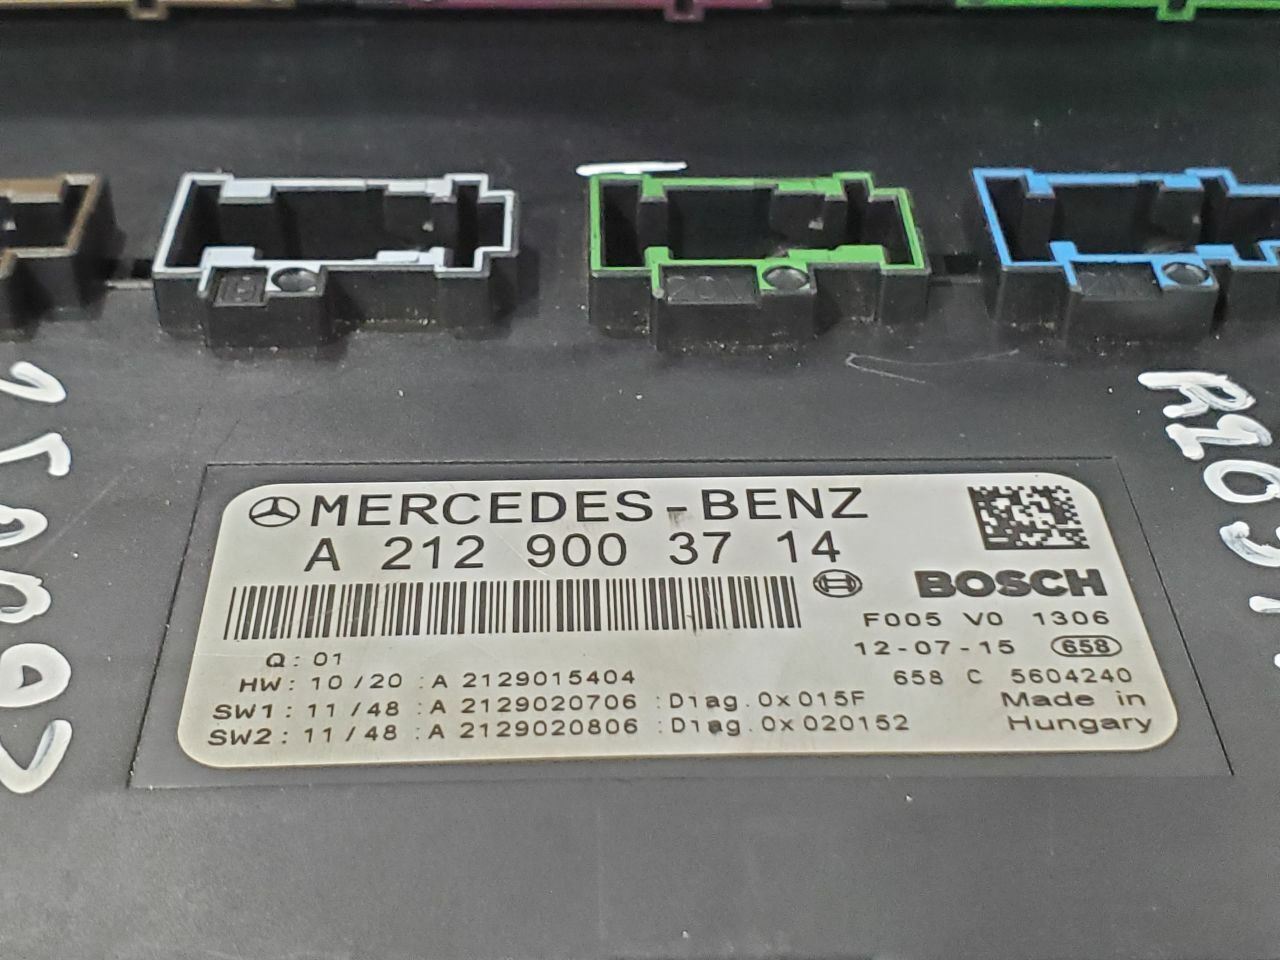 MERCEDES-BENZ
A 212 900 37 14
BOSCH
F005 V0 1306
12-07-15 658
658 C 5604240
Made in
Hungary
Q: 01
HW: 10/20 :A 2129015404
SW1: 11/48 :A 2129020706 :Diag.0x015F
SW2: 11/48 :A 2129020806 :Diag.0x020152